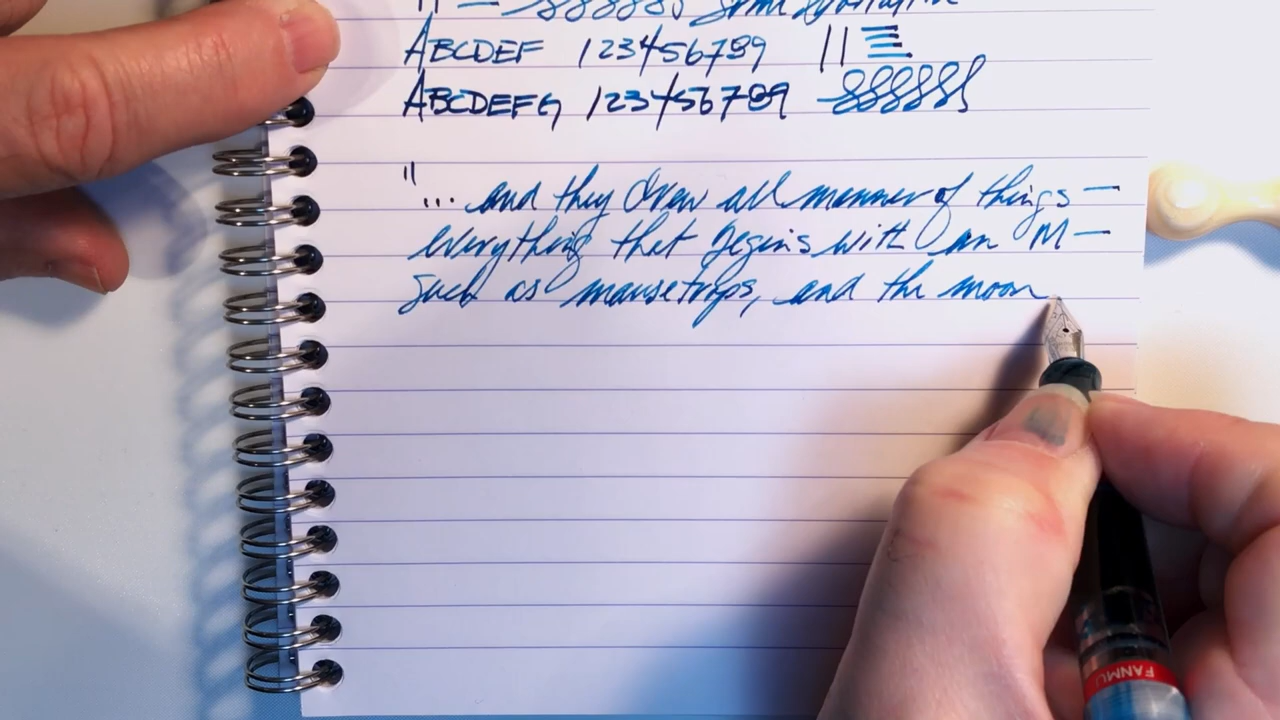 ABCDEF 123456789
ABCDEFG 123456789
"... and they drew all manner of things —
everything that begins with an M —
such as mousetraps, and the moon
FANMU